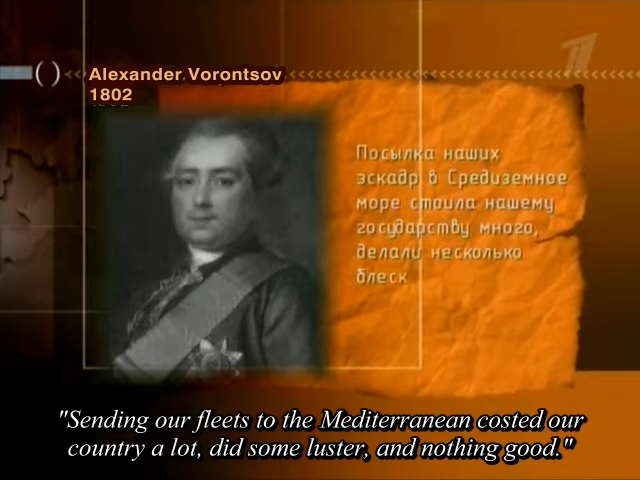 ( )
Alexander Vorontsov
1802
Посылка наших
эскадр в Средиземное
море стоила нашему
государству много,
делали несколько
блеск
"Sending our fleets to the Mediterranean costed our
country a lot, did some luster, and nothing good."